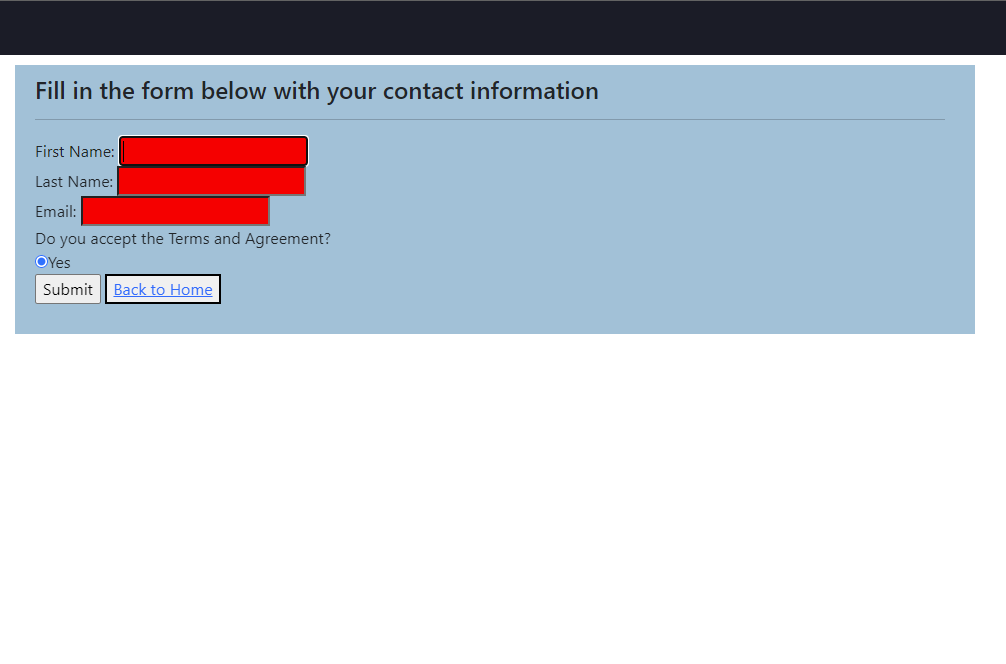 Fill in the form below with your contact information
First Name:
Last Name:
Email:
Do you accept the Terms and Agreement?
Yes
Submit Back to Home